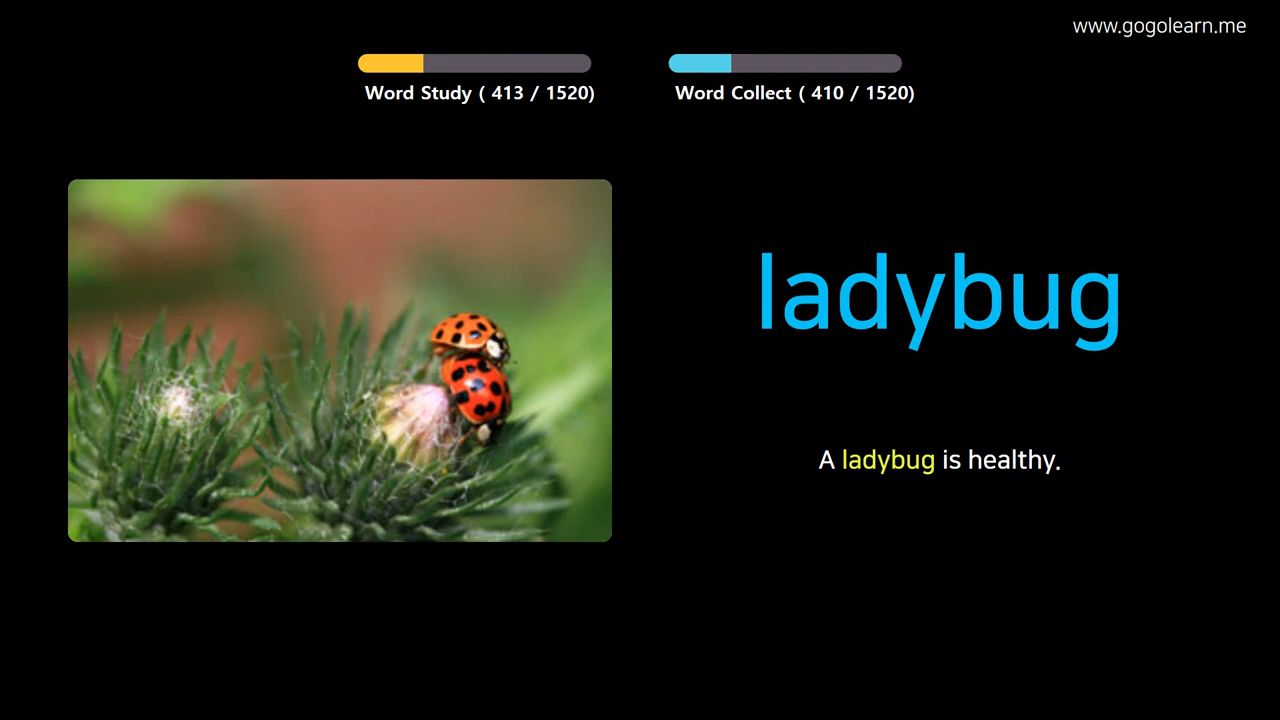 www.gogolearn.me
Word Study ( 413 / 1520)
Word Collect ( 410 / 1520)
ladybug
A ladybug is healthy.